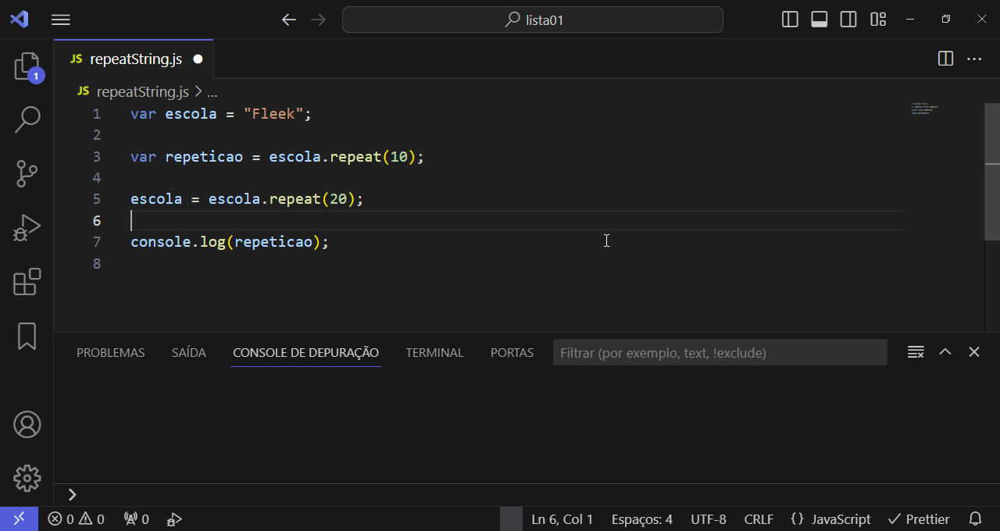 lista01
JS repeatString.js
1
JS repeatString.js > ...
1 var escola = "Fleek";
2
3 var repeticao = escola.repeat(10);
4
5 escola = escola.repeat(20);
6
7 console.log(repeticao);
8
PROBLEMAS SAÍDA CONSOLE DE DEPURAÇÃO TERMINAL PORTAS Filtrar (por exemplo, text, !exclude)
0 0 0 Ln 6, Col 1 Espaços: 4 UTF-8 CRLF {} JavaScript Prettier